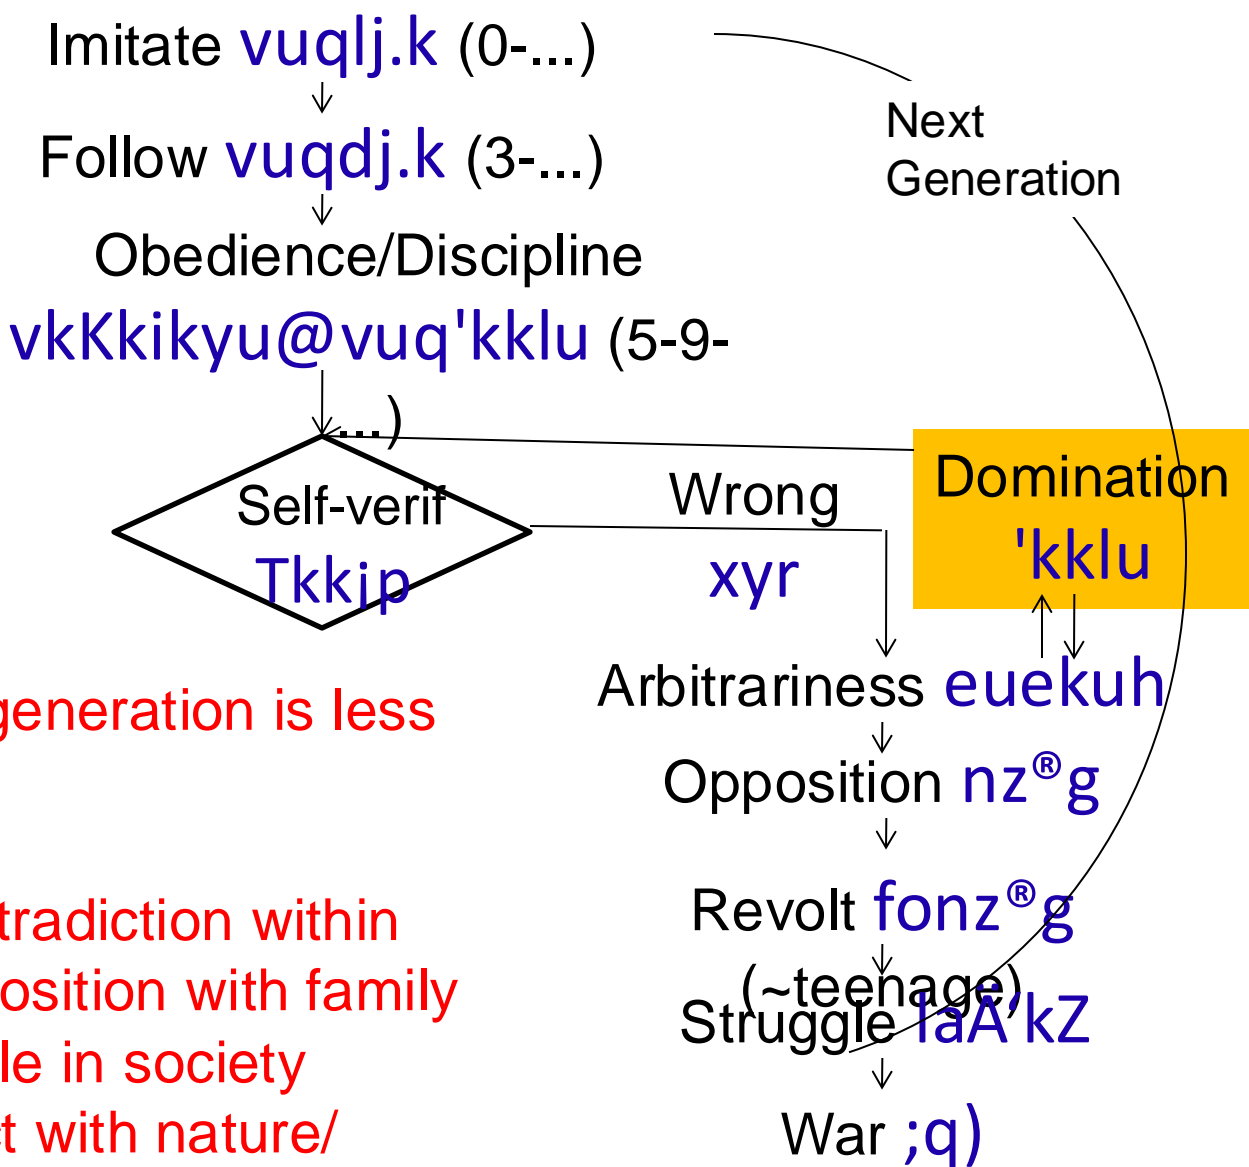 Imitate vuqlj.k (0-...)
Next
Generation
Follow vuqdj.k (3-...)
Obedience/Discipline
vkKkikyu@vuq'kklu (5-9-
...)
Self-verif
Tkkjp
Wrong
xyr
Domination
'kklu
Arbitrariness euekuh
generation is less
Opposition nz®g
Revolt fonz®g
(~teenage)
tradiction within
osition with family
Struggle laÄ'kZ
le in society
ct with nature/
War ;q)